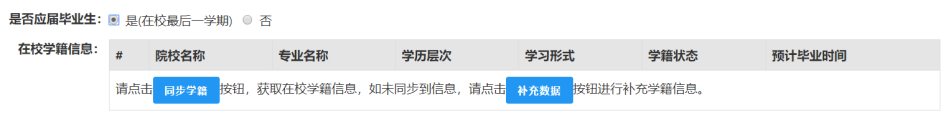 是否应届毕业生： 是(在校最后一学期) 否
在校学籍信息： # 院校名称 专业名称 学历层次 学习形式 学籍状态 预计毕业时间
请点击 同步学籍 按钮，获取在校学籍信息，如未同步到信息，请点击 补充数据 按钮进行补充学籍信息。